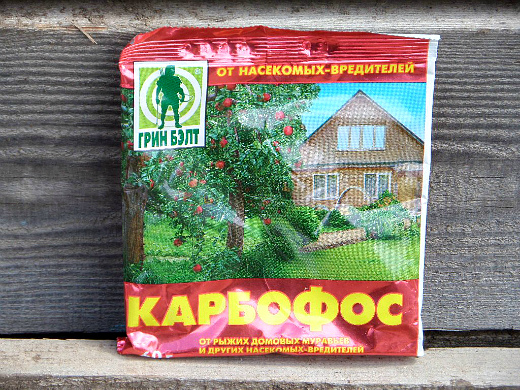 ОТ НАСЕКОМЫХ-ВРЕДИТЕЛЕЙ
ГРИН БЭЛТ
КАРБОФОС
ОТ РЫЖИХ ДОМОВЫХ МУРАВЬЕВ
И ДРУГИХ НАСЕКОМЫХ-ВРЕДИТЕЛЕЙ